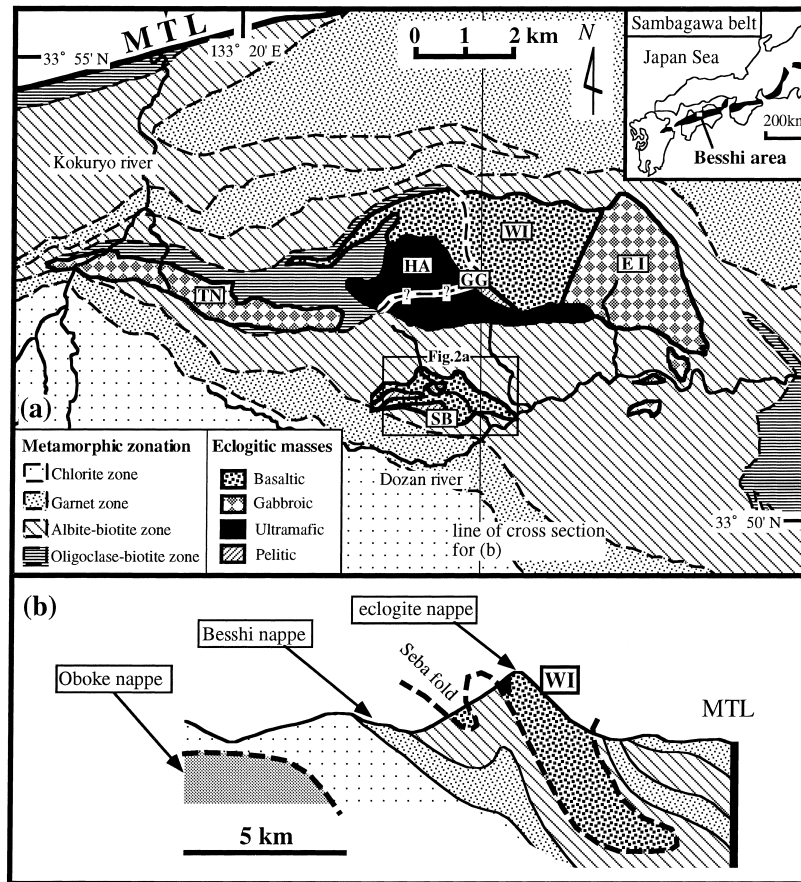 MTL
33° 55' N
133° 20' E
0 1 2 km
N
Sambagawa belt
Japan Sea
200km
Besshi area
Kokuryo river
WI
HA
GG
E I
TN
? ?
Fig.2a
SB
(a)
Dozan river
line of cross section
for (b)
33° 50' N
Metamorphic zonation
Chlorite zone
Garnet zone
Albite-biotite zone
Oligoclase-biotite zone
Eclogitic masses
Basaltic
Gabbroic
Ultramafic
Pelitic
(b)
eclogite nappe
Besshi nappe
Oboke nappe
Seba fold
WI
MTL
5 km